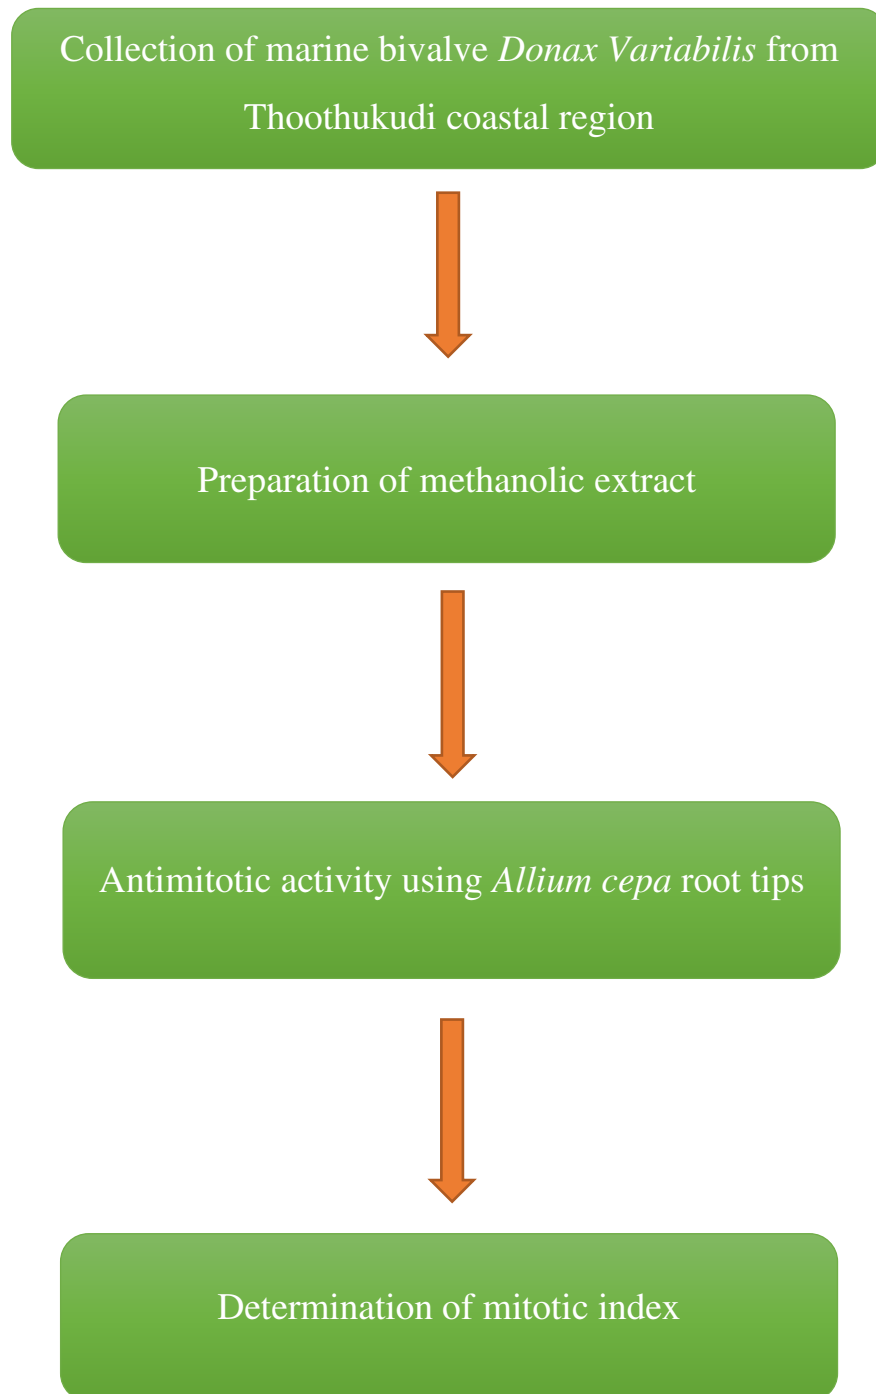 Collection of marine bivalve Donax Variabilis from
Thoothukudi coastal region
Preparation of methanolic extract
Antimitotic activity using Allium cepa root tips
Determination of mitotic index